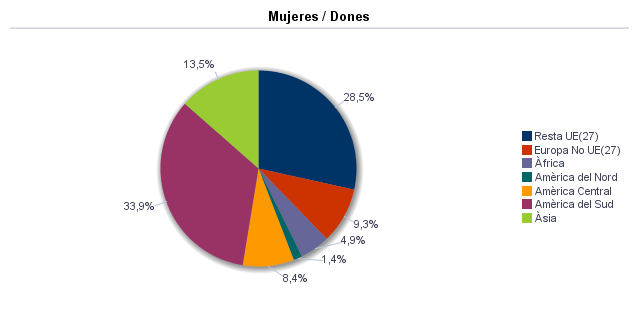 Mujeres / Dones
13,5%
28,5%
33,9%
9,3%
4,9%
1,4%
8,4%
Resta UE(27)
Europa No UE(27)
Àfrica
Amèrica del Nord
Amèrica Central
Amèrica del Sud
Àsia